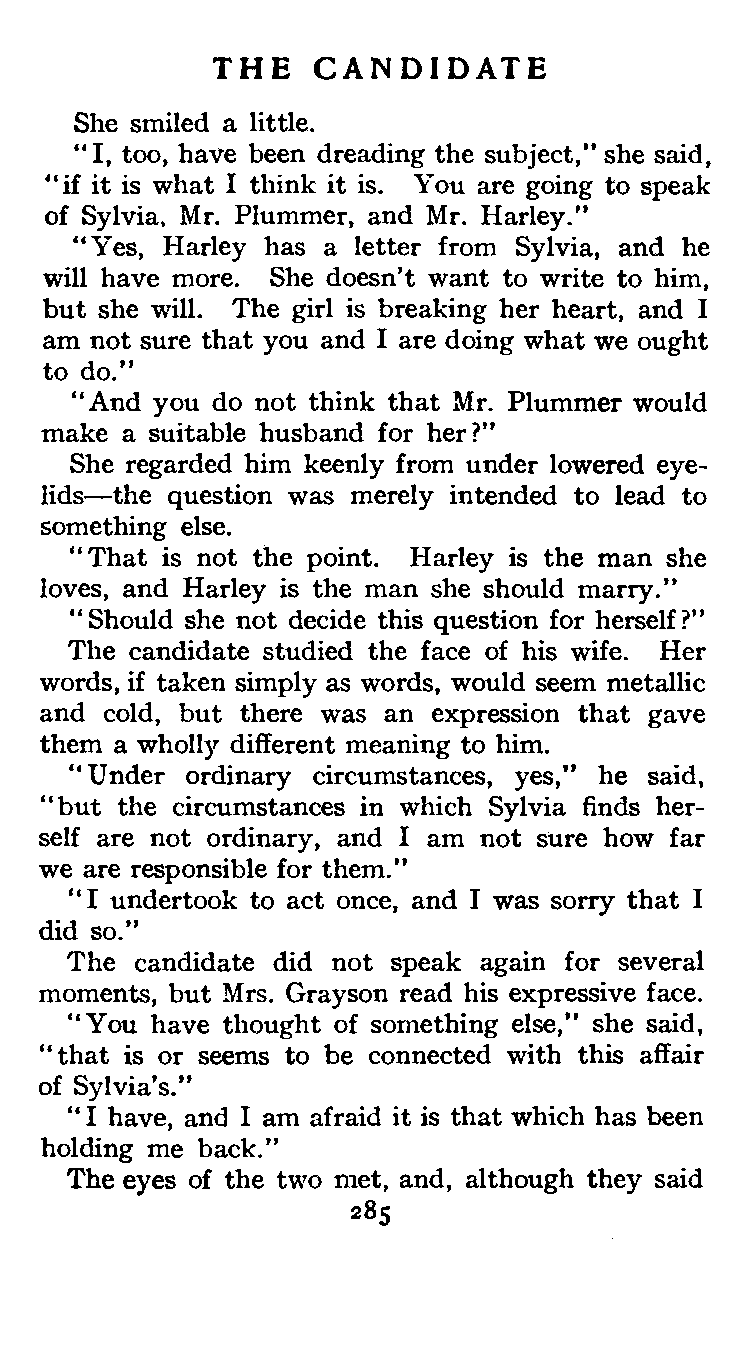 THE CANDIDATE
She smiled a little.
"I, too, have been dreading the subject," she said,
"if it is what I think it is. You are going to speak
of Sylvia, Mr. Plummer, and Mr. Harley."
"Yes, Harley has a letter from Sylvia, and he
will have more. She doesn't want to write to him,
but she will. The girl is breaking her heart, and I
am not sure that you and I are doing what we ought
to do."
"And you do not think that Mr. Plummer would
make a suitable husband for her?"
She regarded him keenly from under lowered eye-
lids—the question was merely intended to lead to
something else.
"That is not the point. Harley is the man she
loves, and Harley is the man she should marry."
"Should she not decide this question for herself?"
The candidate studied the face of his wife. Her
words, if taken simply as words, would seem metallic
and cold, but there was an expression that gave
them a wholly different meaning to him.
"Under ordinary circumstances, yes," he said,
"but the circumstances in which Sylvia finds her-
self are not ordinary, and I am not sure how far
we are responsible for them."
"I undertook to act once, and I was sorry that I
did so."
The candidate did not speak again for several
moments, but Mrs. Grayson read his expressive face.
"You have thought of something else," she said,
"that is or seems to be connected with this affair
of Sylvia's."
"I have, and I am afraid it is that which has been
holding me back."
The eyes of the two met, and, although they said
285